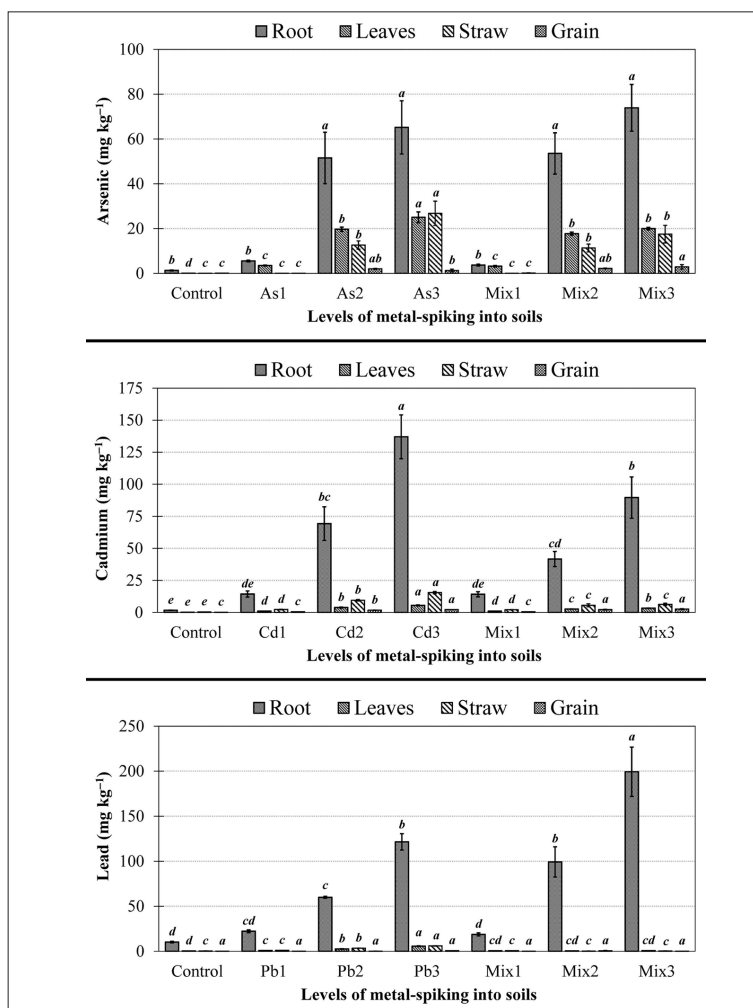 Root Leaves Straw Grain
Arsenic (mg kg⁻¹)
100
80
60
40
20
0
b d c c
b c c c
a b b ab
a a a b
b c c c
a b b ab
a b b a
Control As1 As2 As3 Mix1 Mix2 Mix3
Levels of metal-spiking into soils
Root Leaves Straw Grain
Cadmium (mg kg⁻¹)
175
150
125
100
75
50
25
0
e e e c
de d d c
bc b b b
a a a a
de d d c
cd c c a
b b c a
Control Cd1 Cd2 Cd3 Mix1 Mix2 Mix3
Levels of metal-spiking into soils
Root Leaves Straw Grain
Lead (mg kg⁻¹)
250
200
150
100
50
0
d d c a
cd c c a
c b b a
b a a a
d cd c a
b cd c a
a cd c a
Control Pb1 Pb2 Pb3 Mix1 Mix2 Mix3
Levels of metal-spiking into soils